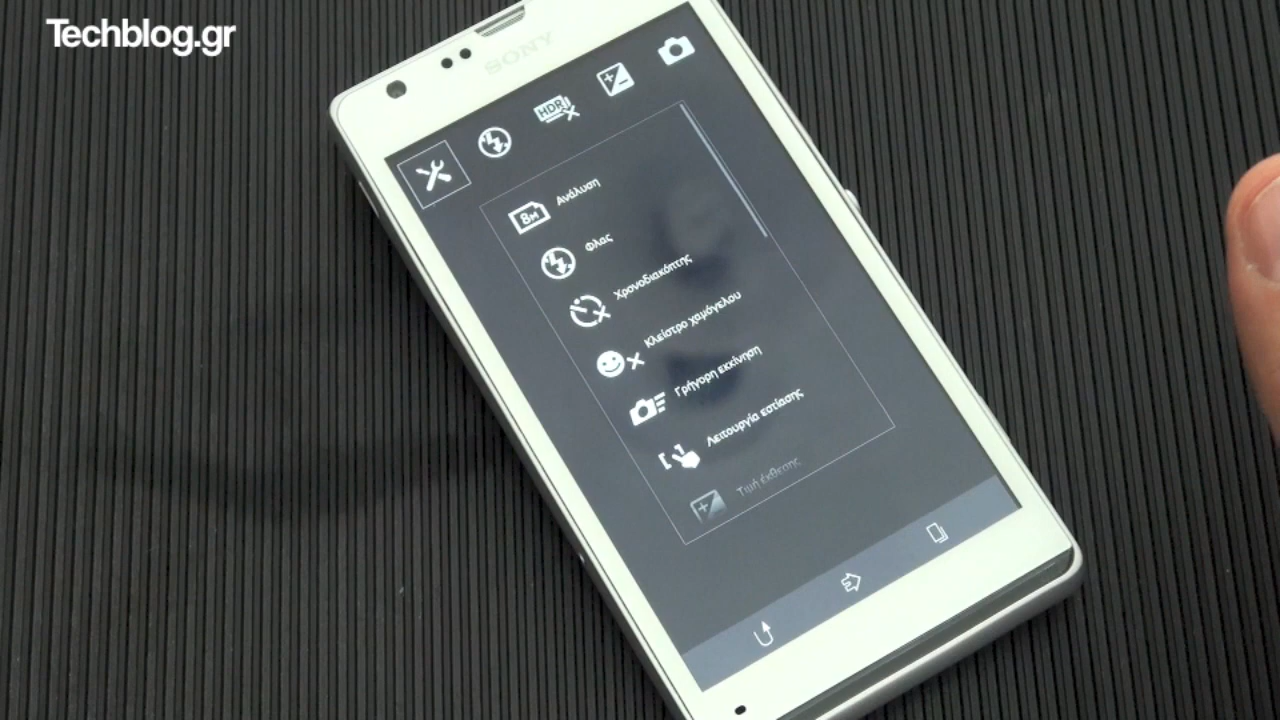 Techblog.gr
SONY
HDR
8M
Ανάλυση
Φλας
Χρονοδιακόπτης
Κλείστρο χαμόγελου
Γρήγορη εκκίνηση
Λειτουργία εστίασης
Τιμή έκθεσης